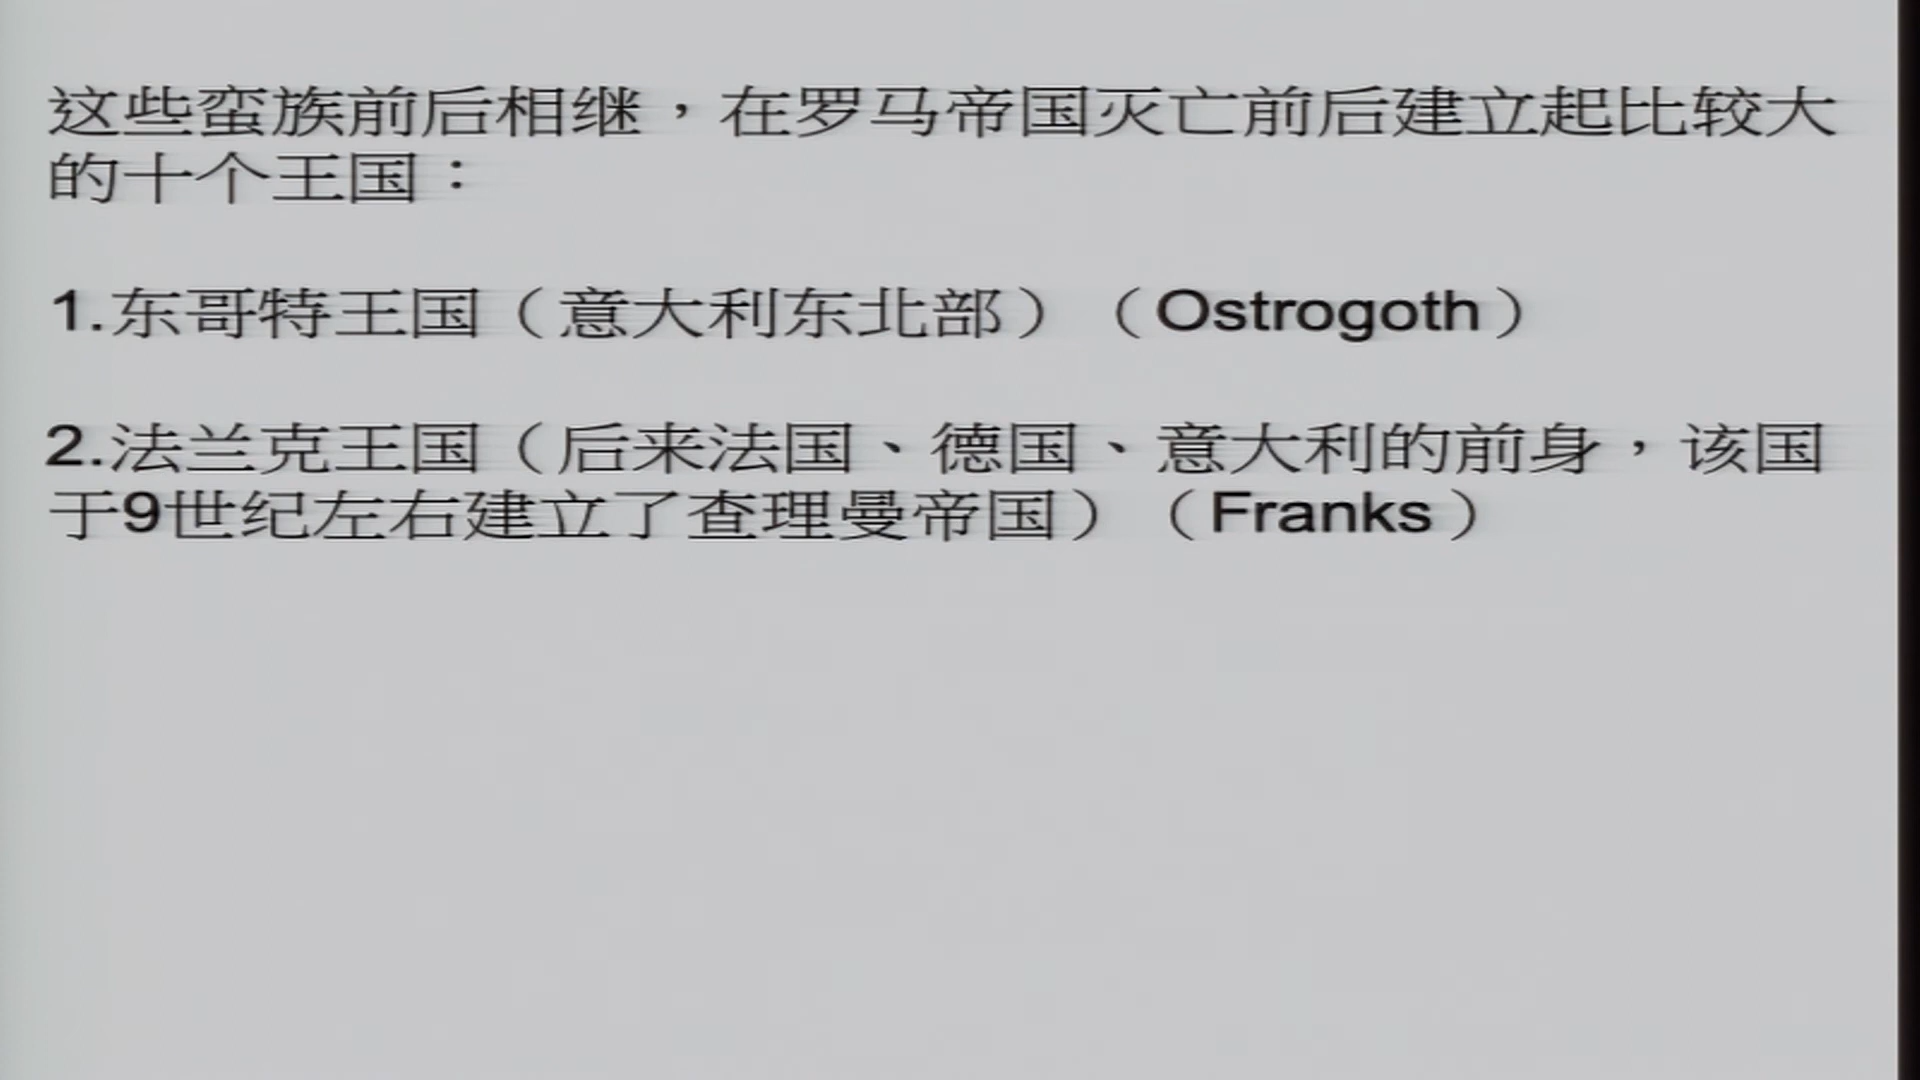 这些蛮族前后相继，在罗马帝国灭亡前后建立起比较大
的十个王国：
1.东哥特王国（意大利东北部）（Ostrogoth）
2.法兰克王国（后来法国、德国、意大利的前身，该国
于9世纪左右建立了查理曼帝国）（Franks）